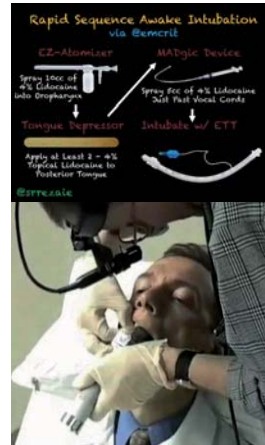 Rapid Sequence Awake Intubation
via @emcrit
EZ-Atomizer
Spray 10cc of
4% Lidocaine
into Oropharynx
MADgic Device
Spray 5cc of 4% Lidocaine
Just Past Vocal Cords
Tongue Depressor
Apply at Least 2 - 4%
Topical Lidocaine to
Posterior Tongue
Intubate w/ ETT
@srrezaie